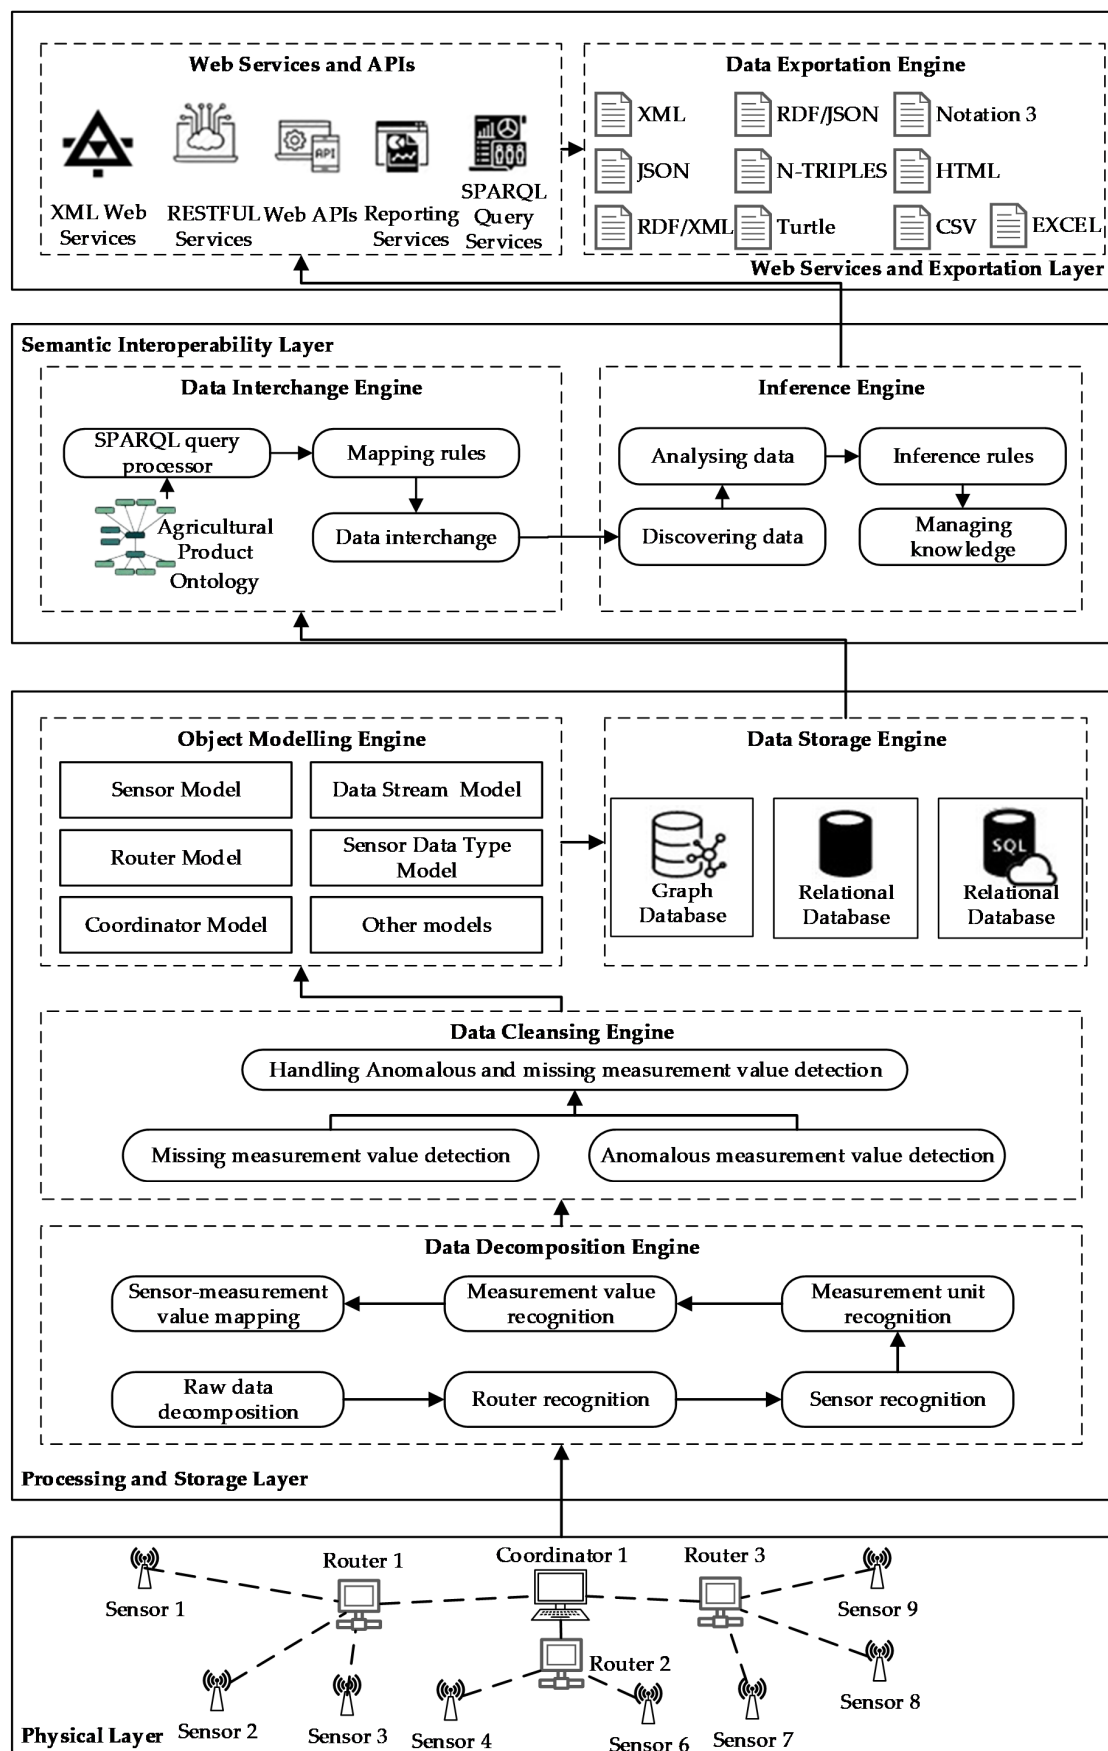 Web Services and APIs
XML Web
Services
RESTFUL
Services
Web APIs
Reporting
Services
SPARQL
Query
Services
API
Data Exportation Engine
XML
RDF/JSON
Notation 3
JSON
N-TRIPLES
HTML
RDF/XML
Turtle
CSV
EXCEL
Web Services and Exportation Layer
Semantic Interoperability Layer
Data Interchange Engine
SPARQL query
processor
Mapping rules
Agricultural
Product
Ontology
Data interchange
Inference Engine
Analysing data
Inference rules
Discovering data
Managing
knowledge
Object Modelling Engine
Sensor Model
Data Stream Model
Router Model
Sensor Data Type
Model
Coordinator Model
Other models
Data Storage Engine
Graph
Database
Relational
Database
SQL
Relational
Database
Data Cleansing Engine
Handling Anomalous and missing measurement value detection
Missing measurement value detection
Anomalous measurement value detection
Data Decomposition Engine
Sensor-measurement
value mapping
Measurement value
recognition
Measurement unit
recognition
Raw data
decomposition
Router recognition
Sensor recognition
Processing and Storage Layer
Router 1
Coordinator 1
Router 3
Sensor 1
Sensor 9
Router 2
Sensor 2
Sensor 3
Sensor 4
Sensor 6
Sensor 7
Sensor 8
Physical Layer